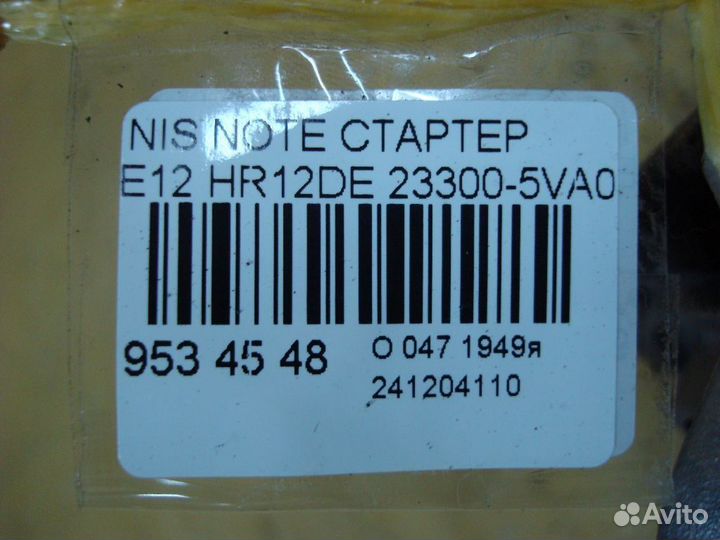 NIS NOTE СТАРТЕР
E12 HR12DE 23300-5VA0
953 45 48
О 047 1949я
241204110
Avito